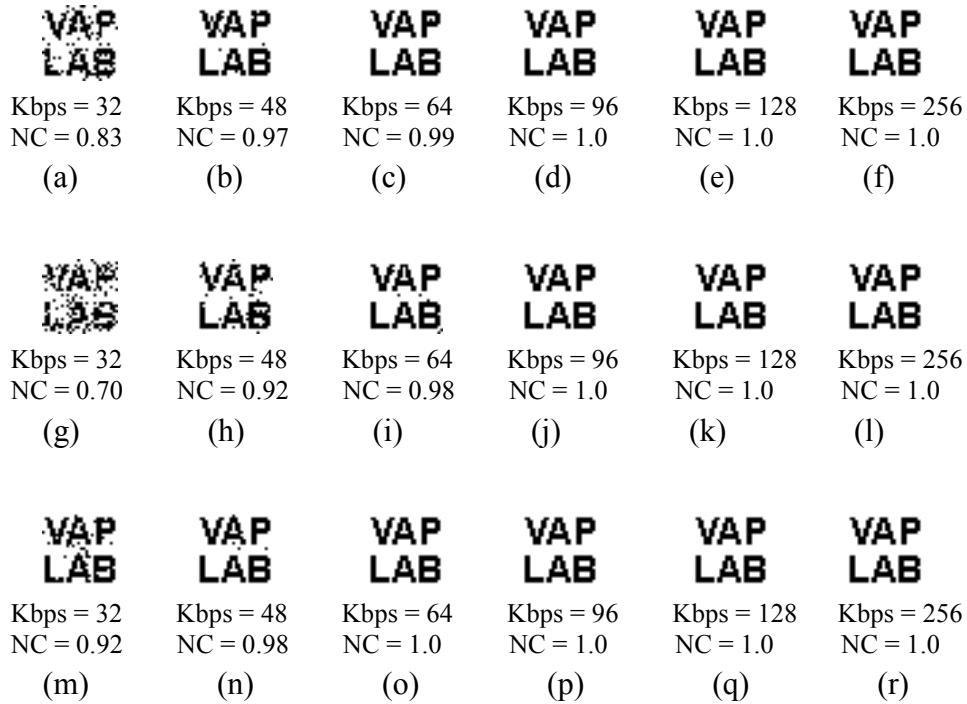 VAP VAP VAP VAP VAP VAP
LAB LAB LAB LAB LAB LAB
Kbps = 32 Kbps = 48 Kbps = 64 Kbps = 96 Kbps = 128 Kbps = 256
NC = 0.83 NC = 0.97 NC = 0.99 NC = 1.0 NC = 1.0 NC = 1.0
(a) (b) (c) (d) (e) (f)
VAP VAP VAP VAP VAP VAP
LAB LAB LAB LAB LAB LAB
Kbps = 32 Kbps = 48 Kbps = 64 Kbps = 96 Kbps = 128 Kbps = 256
NC = 0.70 NC = 0.92 NC = 0.98 NC = 1.0 NC = 1.0 NC = 1.0
(g) (h) (i) (j) (k) (l)
VAP VAP VAP VAP VAP VAP
LAB LAB LAB LAB LAB LAB
Kbps = 32 Kbps = 48 Kbps = 64 Kbps = 96 Kbps = 128 Kbps = 256
NC = 0.92 NC = 0.98 NC = 1.0 NC = 1.0 NC = 1.0 NC = 1.0
(m) (n) (o) (p) (q) (r)